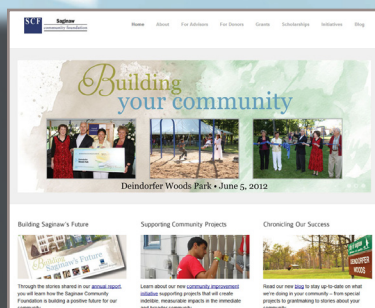 SCF Saginaw
community foundation
Home About For Advisors For Donors Grants Scholarships Initiatives Blog
Building
your community
Deindorfer Woods Park • June 5, 2012
Building Saginaw's Future
Supporting Community Projects
Chronicling Our Success
Building
Saginaw's Future
DEINDORFER
WOODS
Through the stories shared in our annual report,
you will learn how the Saginaw Community
Foundation is building a positive future for our
Learn about our new community improvement
initiative supporting projects that will create
indelible, measurable impacts in the immediate
Read our new blog to stay up-to-date on what
we're doing in your community – from special
projects to grantmaking to stories about your